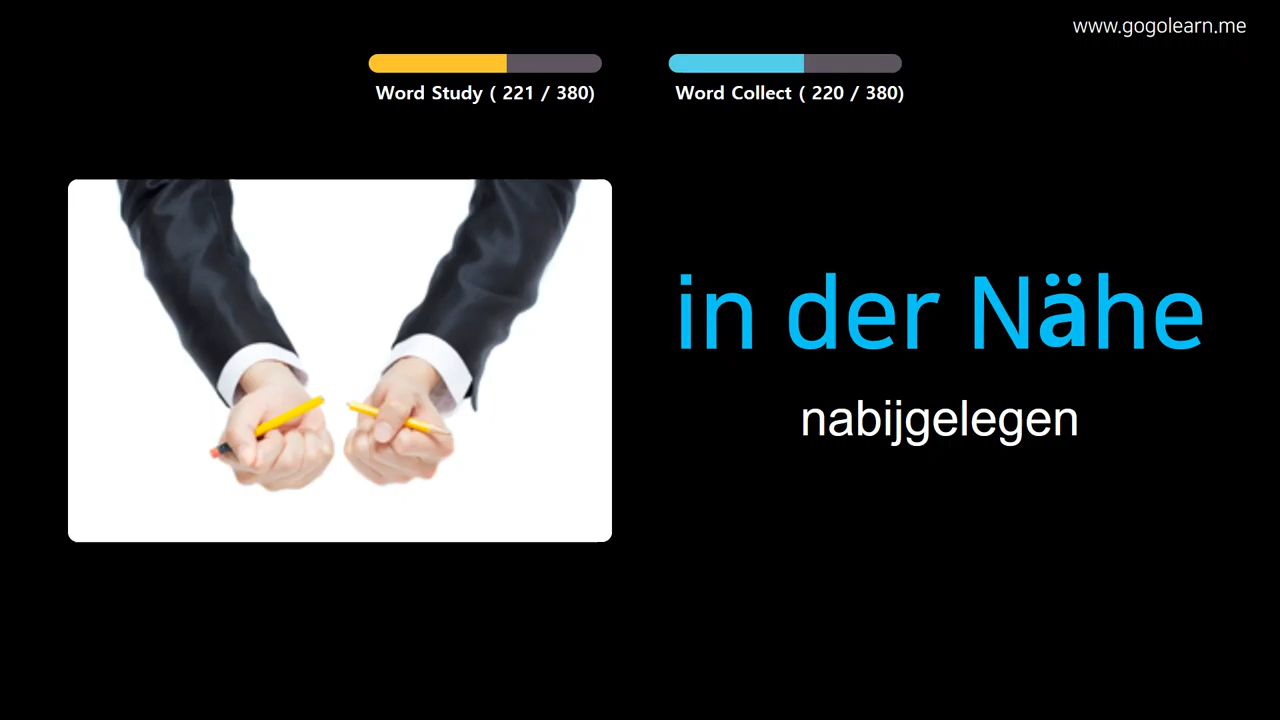 www.gogolearn.me
Word Study ( 221 / 380)
Word Collect ( 220 / 380)
in der Nähe
nabijgelegen